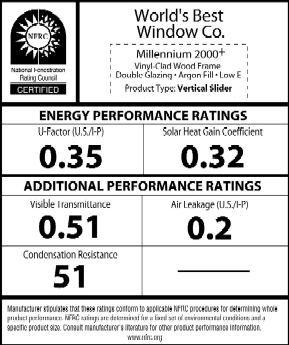 World's Best
Window Co.
NFRC
National Fenestration
Rating Council
CERTIFIED
Millennium 2000+
Vinyl-Clad Wood Frame
Double Glazing • Argon Fill • Low E
Product Type: Vertical Slider
ENERGY PERFORMANCE RATINGS
U-Factor (U.S./I-P)
Solar Heat Gain Coefficient
0.35
0.32
ADDITIONAL PERFORMANCE RATINGS
Visible Transmittance
Air Leakage (U.S./I-P)
0.51
0.2
Condensation Resistance
51
Manufacturer stipulates that these ratings conform to applicable NFRC procedures for determining whole
product performance. NFRC ratings are determined for a fixed set of environmental conditions and a
specific product size. Consult manufacturer's literature for other product performance information.
www.nfrc.org